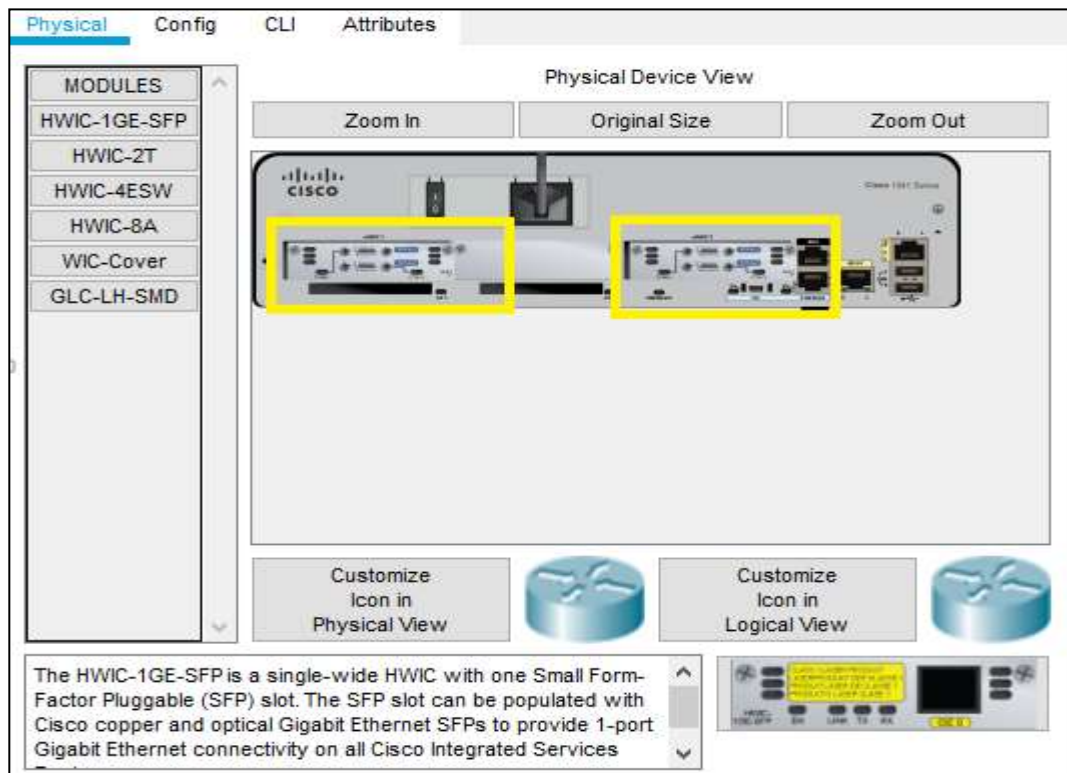 Physical Config CLI Attributes
MODULES
HWIC-1GE-SFP
HWIC-2T
HWIC-4ESW
HWIC-8A
WIC-Cover
GLC-LH-SMD
Physical Device View
Zoom In Original Size Zoom Out
CISCO
Customize
Icon in
Physical View
Customize
Icon in
Logical View
The HWIC-1GE-SFP is a single-wide HWIC with one Small Form-
Factor Pluggable (SFP) slot. The SFP slot can be populated with
Cisco copper and optical Gigabit Ethernet SFPs to provide 1-port
Gigabit Ethernet connectivity on all Cisco Integrated Services